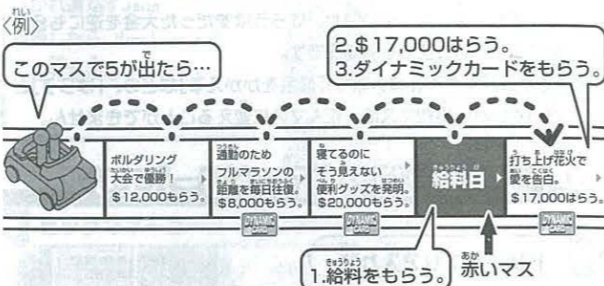 〈例〉
このマスで5が出たら…
2.＄17,000はらう。
3.ダイナミックカードをもらう。
ボルダリング
大会で優勝！
＄12,000もらう。
通勤のため
フルマラソンの
距離を毎日往復。
＄8,000もらう。
DYNAMIC CARD
寝てるのに
そう見えない
便利グッズを発明。
＄20,000もらう。
DYNAMIC CARD
給料日
打ち上げ花火で
愛を告白。
＄17,000はらう。
DYNAMIC CARD
1.給料をもらう。
赤いマス